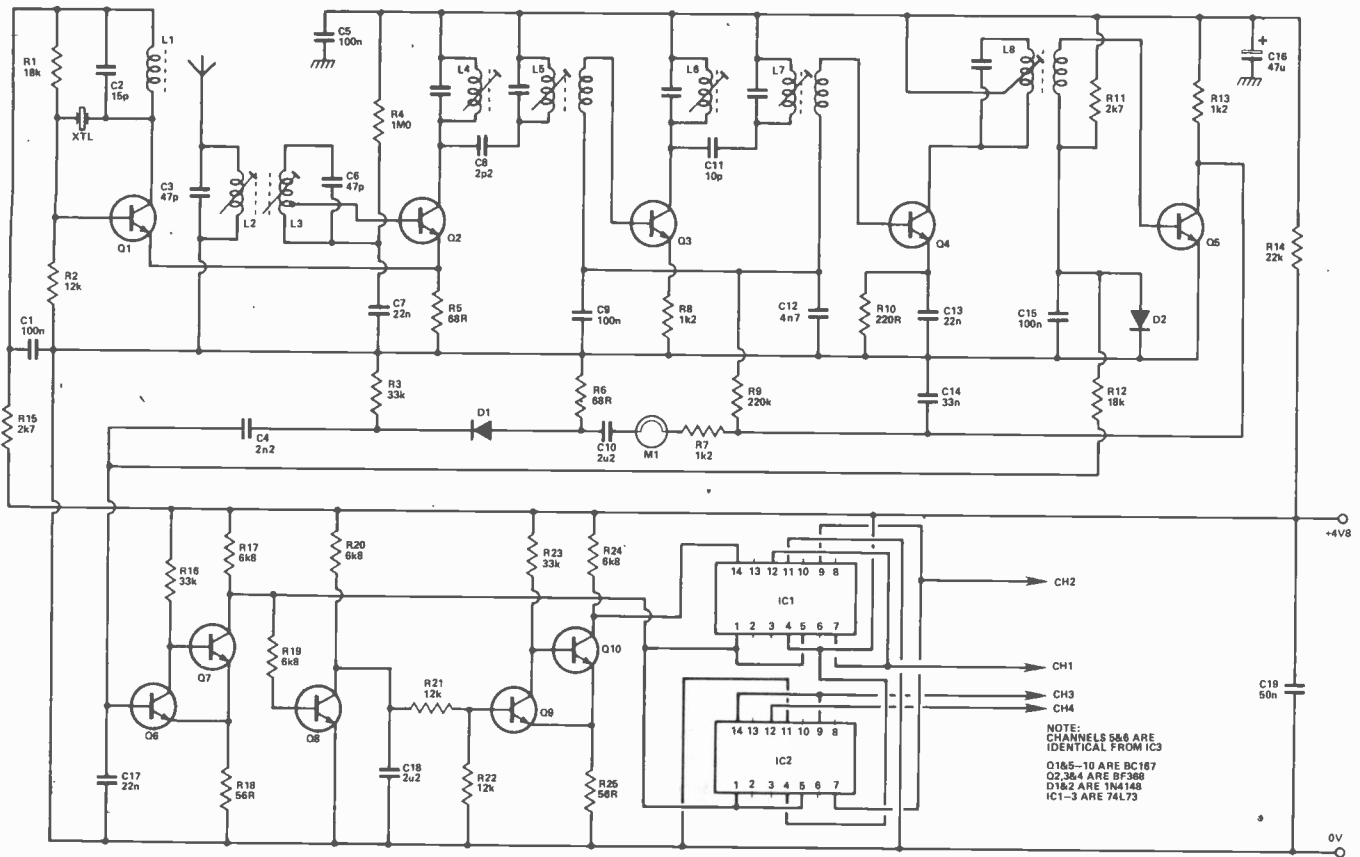 R1
18k
C2
15p
L1
XTL
C3
47p
Q1
L2
L3
C6
47p
R2
12k
C1
100n
R15
2k7
C5
100n
R4
1M0
L4
L5
C8
2p2
Q2
C7
22n
R5
68R
R3
33k
C4
2n2
D1
C9
100n
R6
68R
C10
2u2
M1
R7
1k2
L6
L7
C11
10p
Q3
R8
1k2
R9
220k
C12
4n7
Q4
R10
220R
C13
22n
C14
33n
L8
R11
2k7
C15
100n
D2
R12
18k
R13
1k2
Q5
C16
+
47u
R14
22k
+4V8
R16
33k
R17
6k8
Q7
Q6
C17
22n
R18
56R
R19
6k8
R20
6k8
Q8
C18
2u2
R21
12k
R22
12k
R23
33k
R24
6k8
Q10
Q9
R25
56R
14 13 12 11 10 9 8
IC1
1 2 3 4 5 6 7
14 13 12 11 10 9 8
IC2
1 2 3 4 5 6 7
CH2
CH1
CH3
CH4
C19
50n
NOTE:
CHANNELS 5&6 ARE
IDENTICAL FROM IC3
Q1&5–10 ARE BC167
Q2,3&4 ARE BF368
D1&2 ARE 1N4148
IC1–3 ARE 74L73
0V